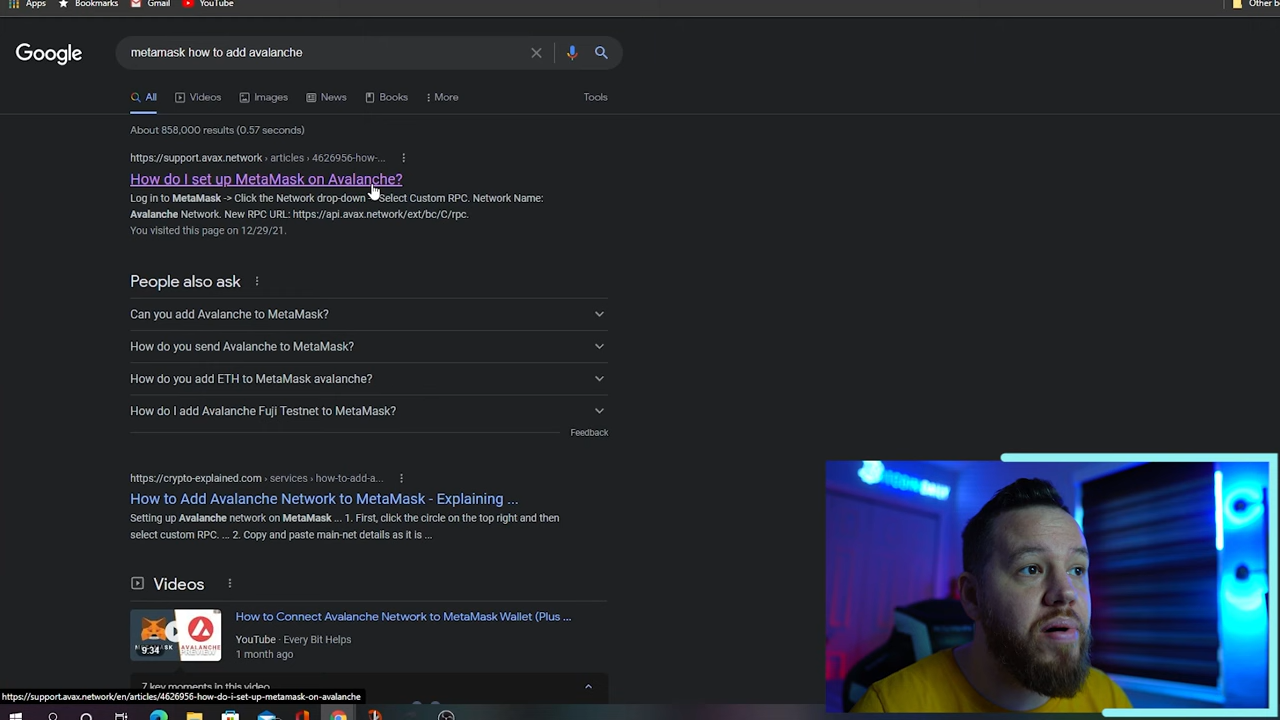 Apps Bookmarks Gmail YouTube Other b
Google metamask how to add avalanche
All Videos Images News Books More Tools
About 858,000 results (0.57 seconds)
https://support.avax.network › articles › 4626956-how-...
How do I set up MetaMask on Avalanche?
Log in to MetaMask -> Click the Network drop-down Select Custom RPC. Network Name:
Avalanche Network. New RPC URL: https://api.avax.network/ext/bc/C/rpc.
You visited this page on 12/29/21.
People also ask
Can you add Avalanche to MetaMask?
How do you send Avalanche to MetaMask?
How do you add ETH to MetaMask avalanche?
How do I add Avalanche Fuji Testnet to MetaMask?
Feedback
https://crypto-explained.com › services › how-to-add-a...
How to Add Avalanche Network to MetaMask - Explaining ...
Setting up Avalanche network on MetaMask ... 1. First, click the circle on the top right and then
select custom RPC. ... 2. Copy and paste main-net details as it is ...
Videos
How to Connect Avalanche Network to MetaMask Wallet (Plus ...
YouTube · Every Bit Helps
1 month ago
9:34
PREVIEW
7 key moments in this video
https://support.avax.network/en/articles/4626956-how-do-i-set-up-metamask-on-avalanche